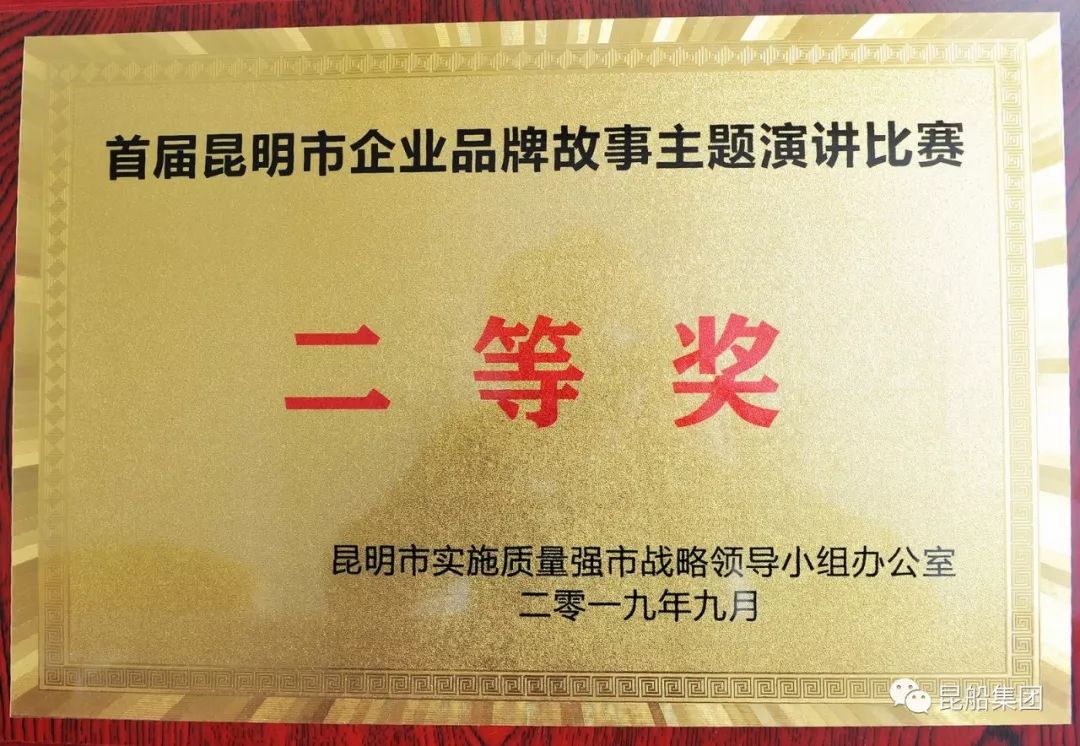 首届昆明市企业品牌故事主题演讲比赛
二等奖
昆明市实施质量强市战略领导小组办公室
二零一九年九月
昆船集团